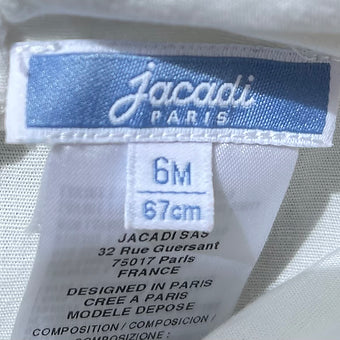 jacadi
PARIS
6M
67cm
JACADI SAS
32 Rue Guersant
75017 Paris
FRANCE
DESIGNED IN PARIS
CREE A PARIS
MODELE DEPOSE
COMPOSITION / COMPOSICION /